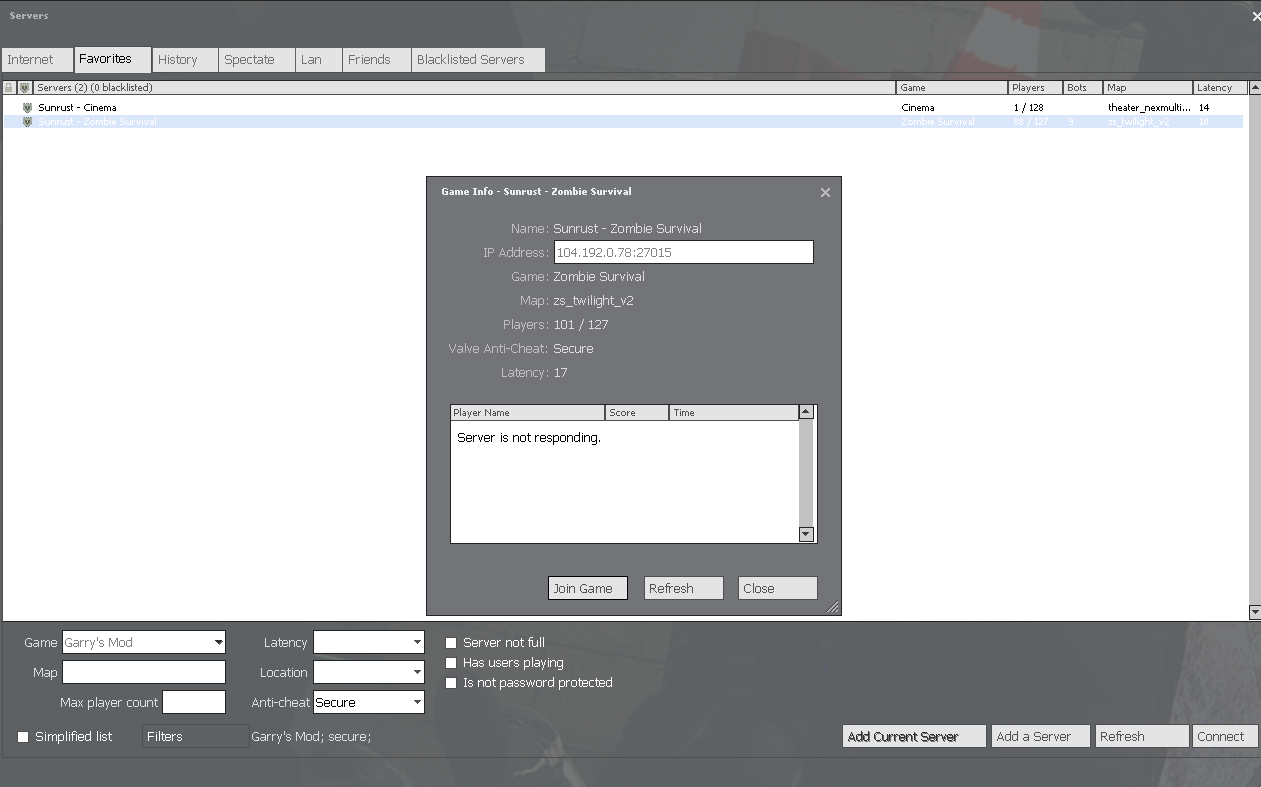 Servers
Internet Favorites History Spectate Lan Friends Blacklisted Servers
Servers (2) (0 blacklisted) Game Players Bots Map Latency
Sunrust - Cinema Cinema 1 / 128 theater_nexmulti... 14
Sunrust - Zombie Survival Zombie Survival 88 / 127 9 zs_twilight_v2 18
Game Info - Sunrust - Zombie Survival
Name: Sunrust - Zombie Survival
IP Address: 104.192.0.78:27015
Game: Zombie Survival
Map: zs_twilight_v2
Players: 101 / 127
Valve Anti-Cheat: Secure
Latency: 17
Player Name Score Time
Server is not responding.
Join Game Refresh Close
Game Garry's Mod Latency Server not full
Map Location Has users playing
Max player count Anti-cheat Secure Is not password protected
Simplified list Filters Garry's Mod; secure; Add Current Server Add a Server Refresh Connect